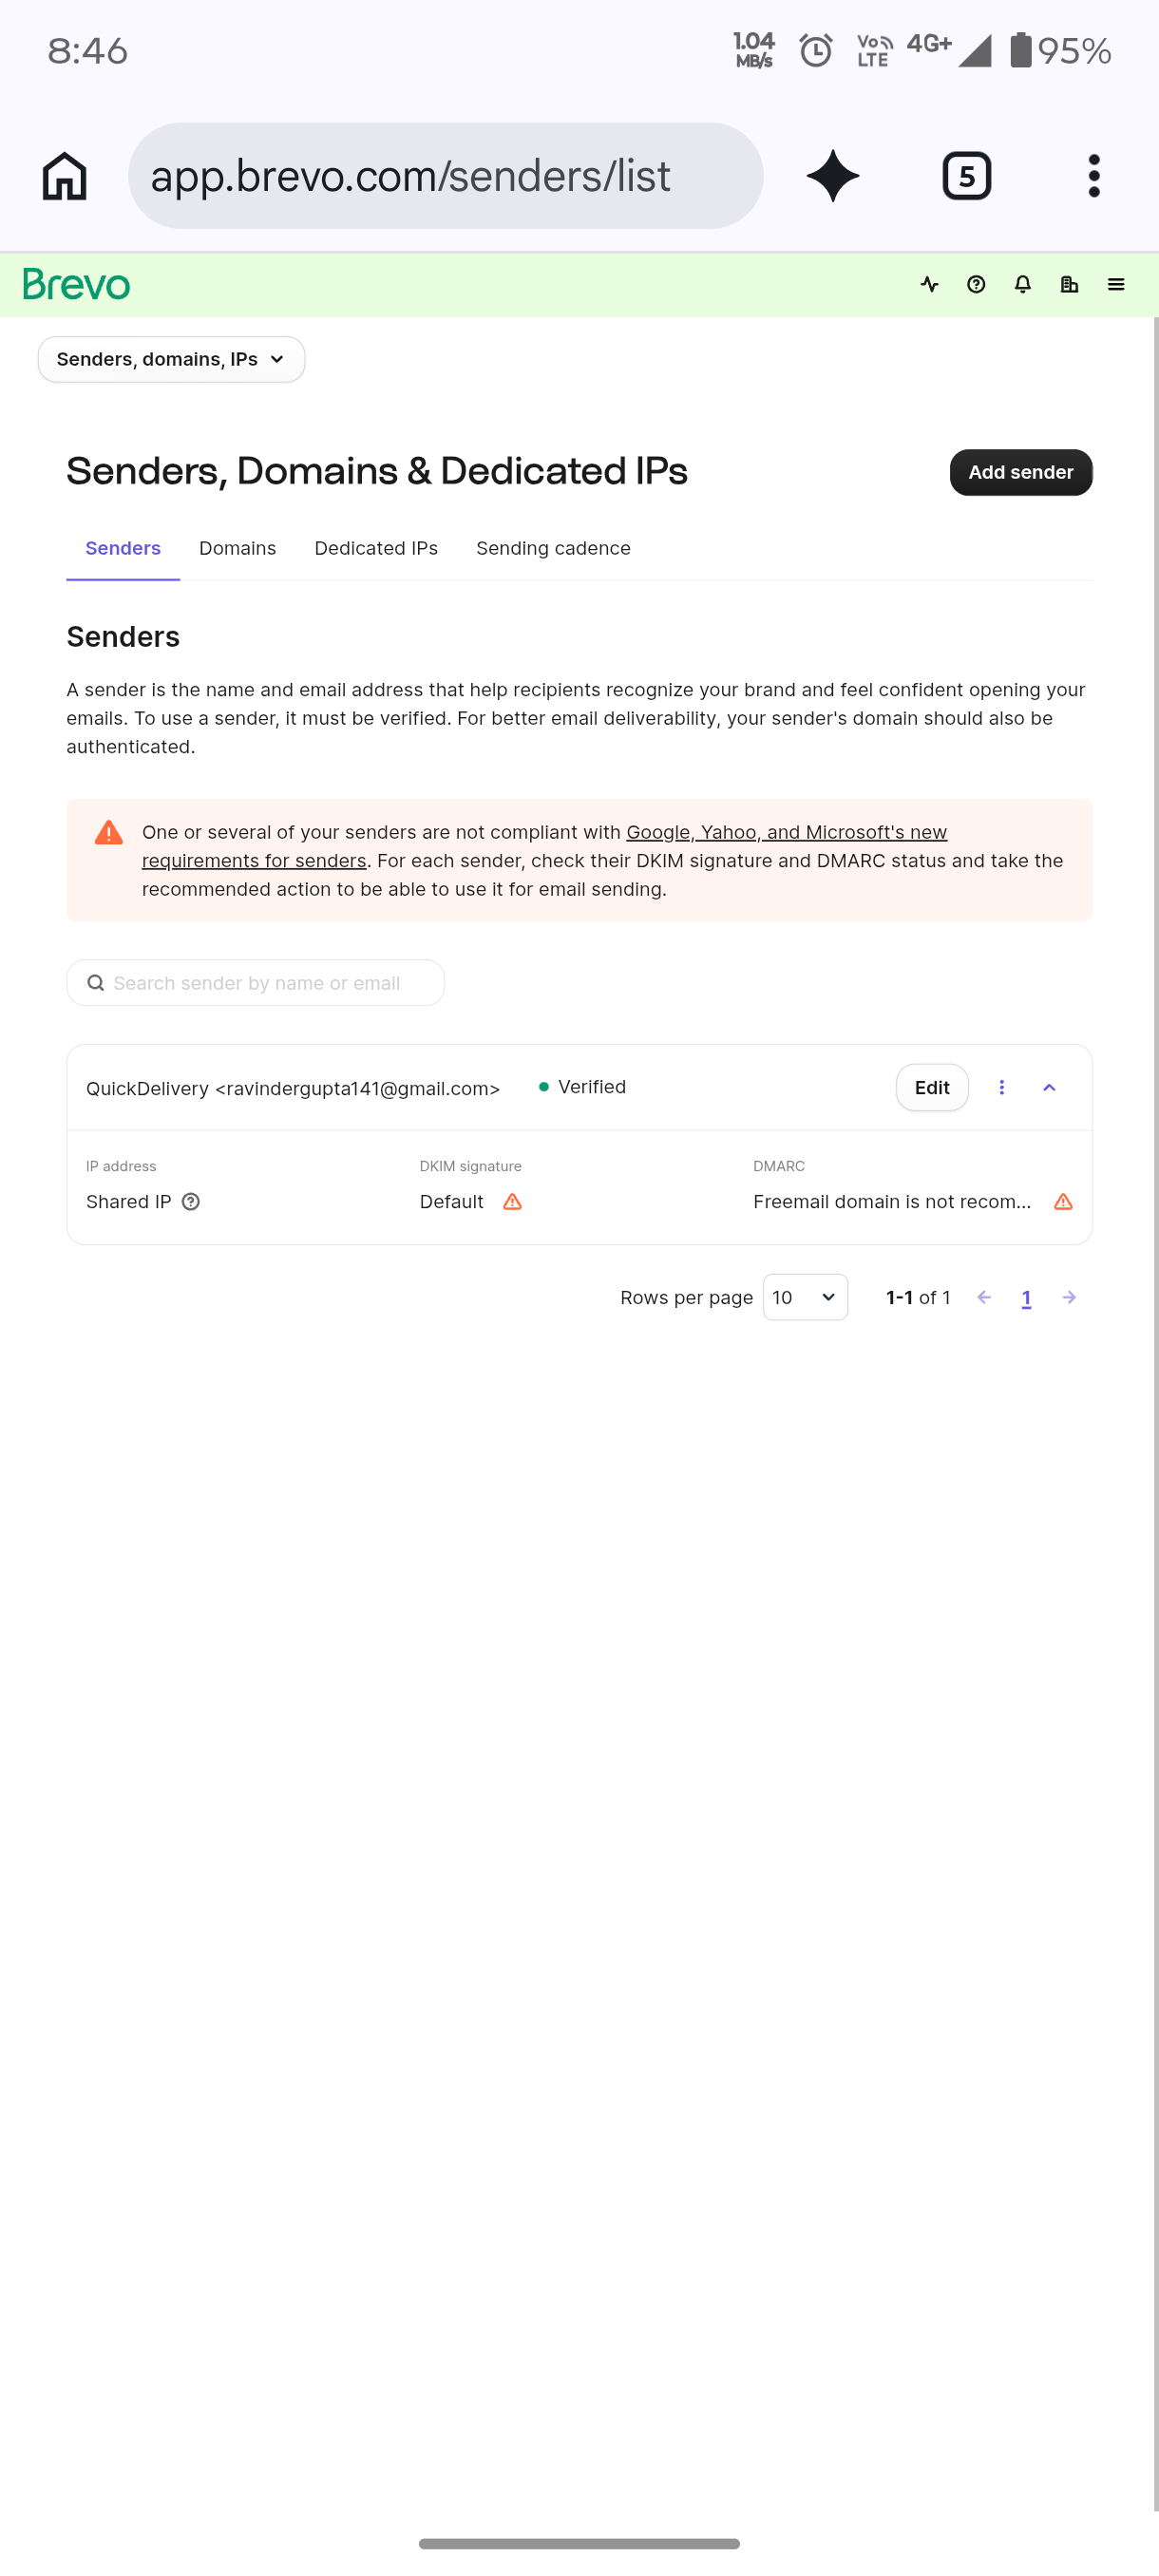 8:46
1.04
MB/s
Vo LTE
4G+
95%
app.brevo.com/senders/list
5
Brevo
Senders, domains, IPs
Senders, Domains & Dedicated IPs
Add sender
Senders Domains Dedicated IPs Sending cadence
Senders
A sender is the name and email address that help recipients recognize your brand and feel confident opening your
emails. To use a sender, it must be verified. For better email deliverability, your sender's domain should also be
authenticated.
One or several of your senders are not compliant with Google, Yahoo, and Microsoft's new
requirements for senders. For each sender, check their DKIM signature and DMARC status and take the
recommended action to be able to use it for email sending.
Search sender by name or email
QuickDelivery <ravindergupta141@gmail.com> Verified Edit
IP address DKIM signature DMARC
Shared IP Default Freemail domain is not recom...
Rows per page 10 1-1 of 1 1